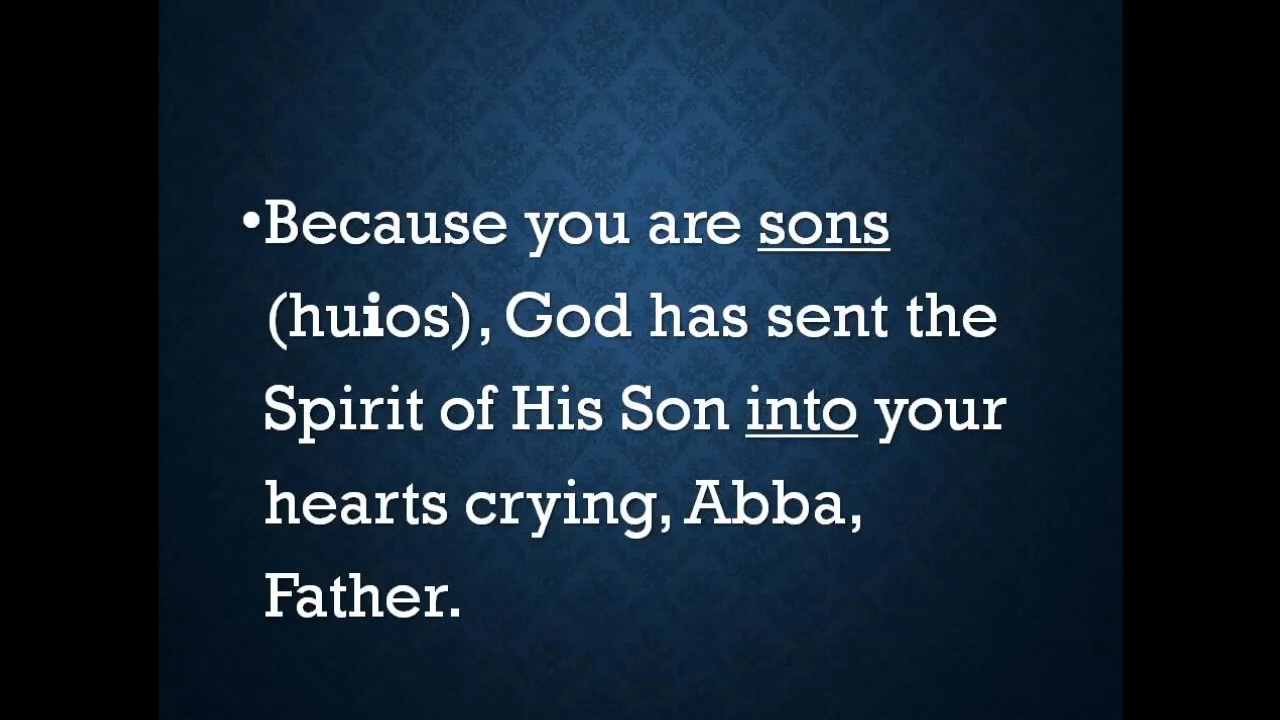 •Because you are sons
(huios), God has sent the
Spirit of His Son into your
hearts crying, Abba,
Father.